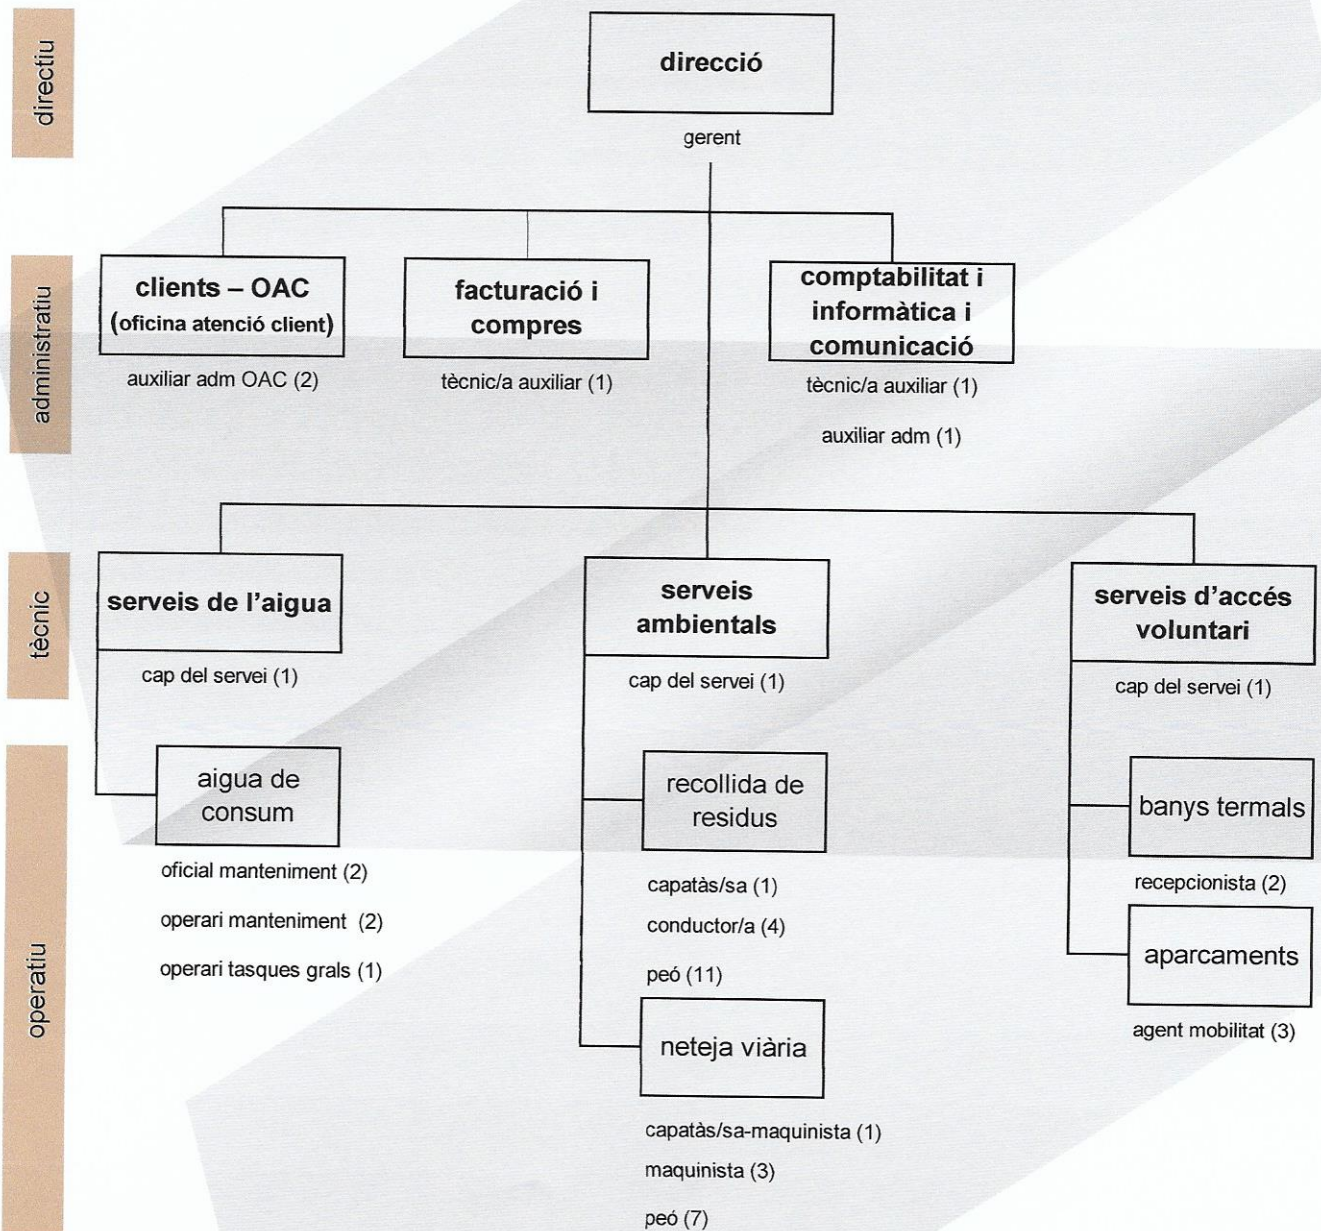 directiu
direcció
gerent
administratiu
clients – OAC
(oficina atenció client)
auxiliar adm OAC (2)
facturació i
compres
tècnic/a auxiliar (1)
comptabilitat i
informàtica i
comunicació
tècnic/a auxiliar (1)
auxiliar adm (1)
tècnic
serveis de l'aigua
cap del servei (1)
serveis
ambientals
cap del servei (1)
serveis d'accés
voluntari
cap del servei (1)
operatiu
aigua de
consum
oficial manteniment (2)
operari manteniment (2)
operari tasques grals (1)
recollida de
residus
capatàs/sa (1)
conductor/a (4)
peó (11)
neteja viària
capatàs/sa-maquinista (1)
maquinista (3)
peó (7)
banys termals
recepcionista (2)
aparcaments
agent mobilitat (3)